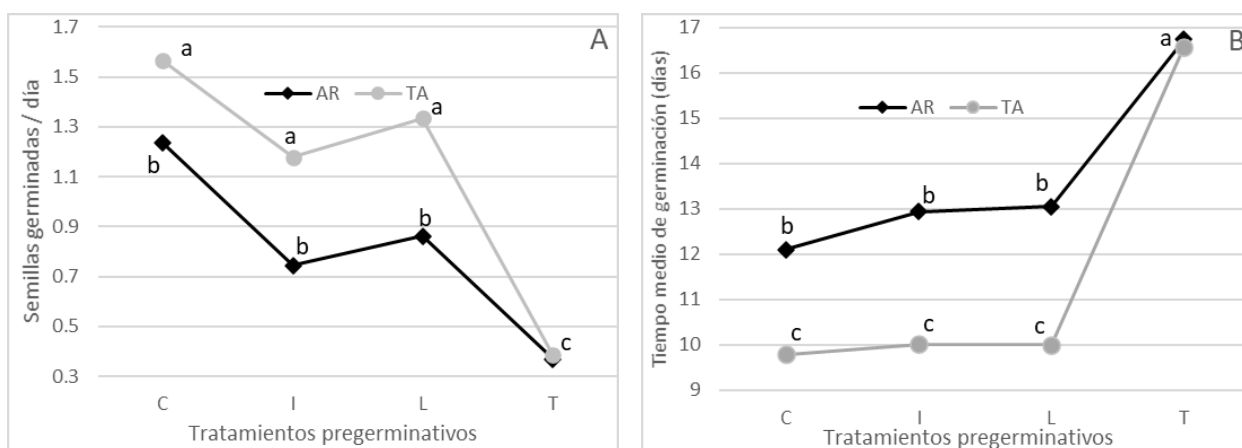 A
1.7
1.5
1.3
1.1
0.9
0.7
0.5
0.3
Semillas germinadas / día
AR TA
a
a
a
b
b
b
c
C I L T
Tratamientos pregerminativos
B
17
16
15
14
13
12
11
10
9
Tiempo medio de germinación (días)
AR TA
a
b
b
b
c
c
c
C I L T
Tratamientos pregerminativos